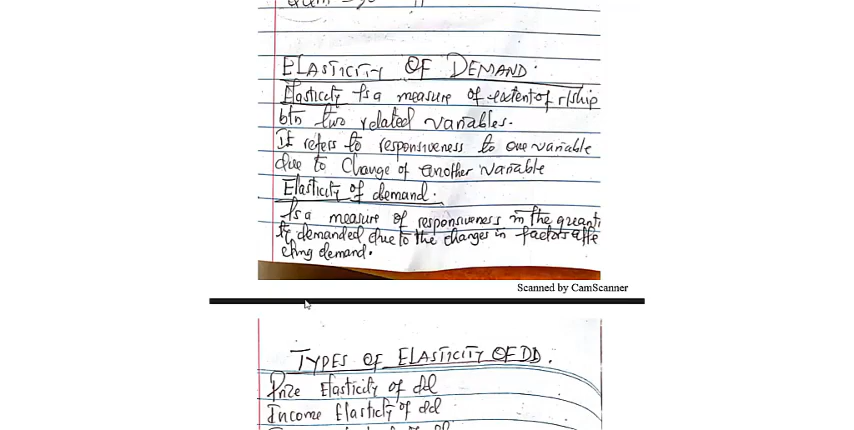 ELASTICITY OF DEMAND.
Elasticity Is a measure of extent of r/ship
btn two related variables.
It refers to responsiveness to one variable
due to change of another variable
Elasticity of demand.
Is a measure of responsiveness in the quanti
ty demanded due to the changes in factors affe
cting demand.
Scanned by CamScanner
TYPES OF ELASTICITY OF DD.
Price Elasticity of dd
Income Elasticity of dd